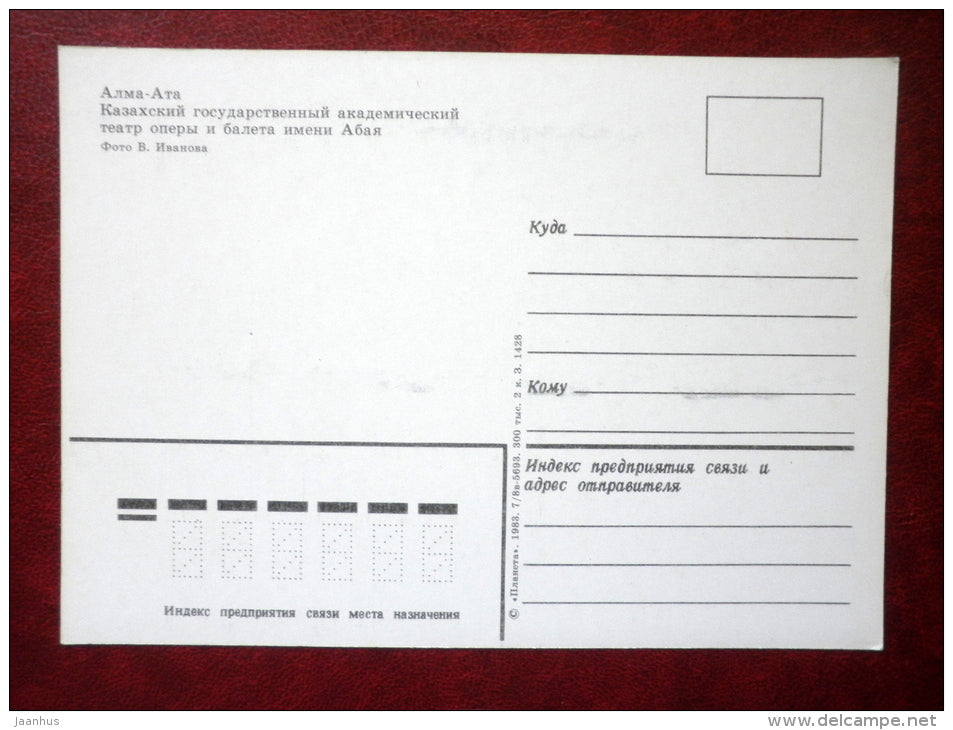 Алма-Ата
Казахский государственный академический
театр оперы и балета имени Абая
Фото В. Иванова
Куда
Кому
Индекс предприятия связи и
адрес отправителя
© «Планета». 1983. 7/8в-5693. 300 тыс. 2 к. З. 1428
Индекс предприятия связи места назначения
jaanhus
www.delcampe.net